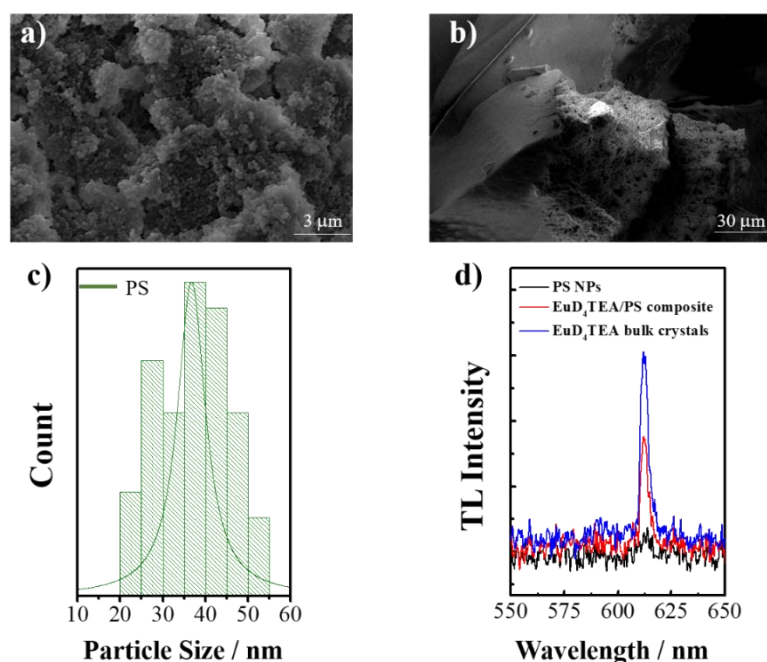 a)
3 μm
b)
30 μm
c)
PS
Count
10 20 30 40 50 60
Particle Size / nm
d)
PS NPs
EuD₄TEA/PS composite
EuD₄TEA bulk crystals
TL Intensity
550 575 600 625 650
Wavelength / nm